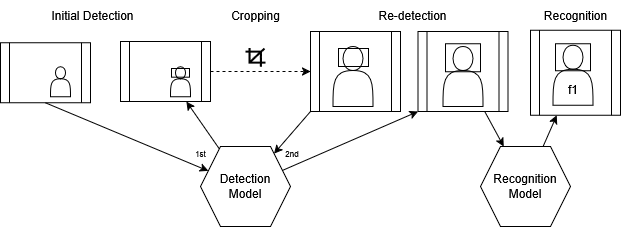 Initial Detection
Cropping
Re-detection
Recognition
f1
1st
2nd
Detection
Model
Recognition
Model